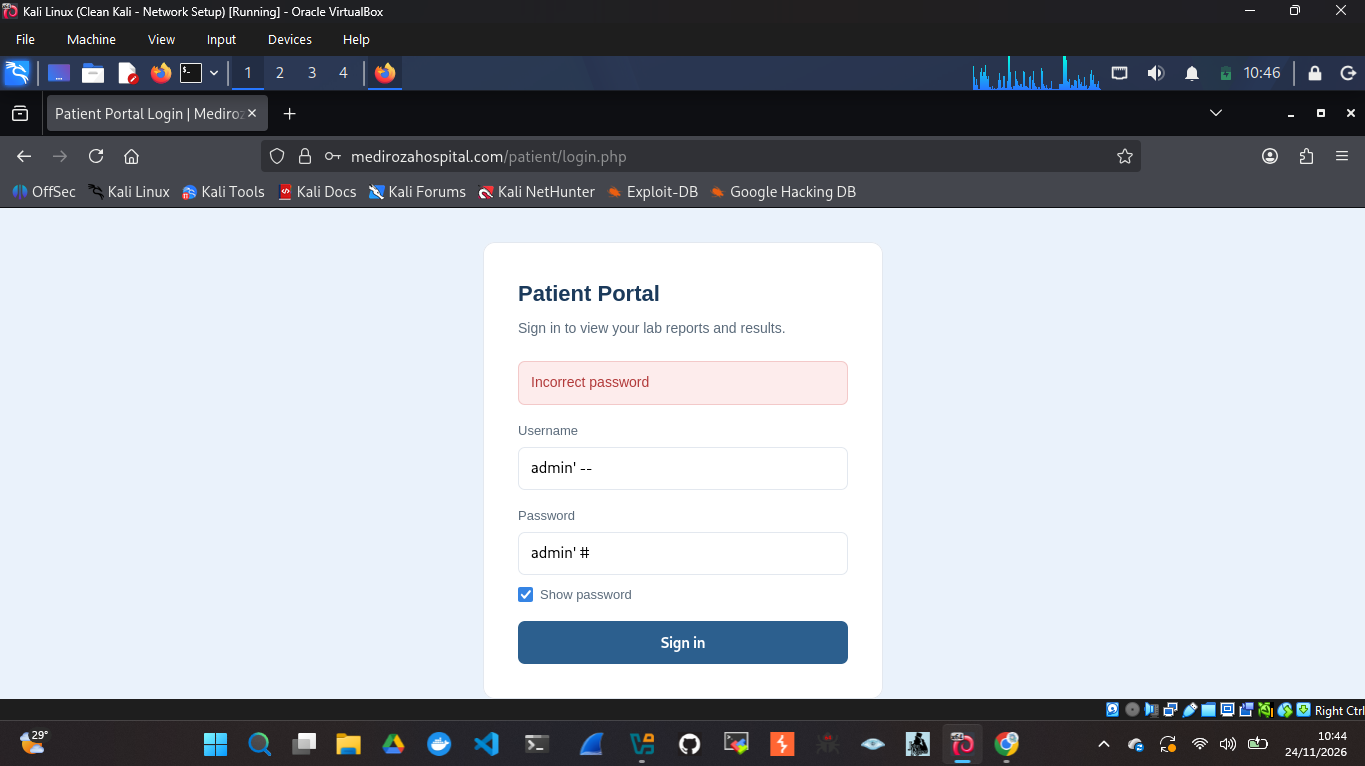 Kali Linux (Clean Kali - Network Setup) [Running] - Oracle VirtualBox
File Machine View Input Devices Help
1 2 3 4 10:46
Patient Portal Login | Mediroz
medirozahospital.com/patient/login.php
OffSec Kali Linux Kali Tools Kali Docs Kali Forums Kali NetHunter Exploit-DB Google Hacking DB
Patient Portal
Sign in to view your lab reports and results.
Incorrect password
Username
admin' --
Password
admin' #
Show password
Sign in
Right Ctrl
29°
10:44
24/11/2026